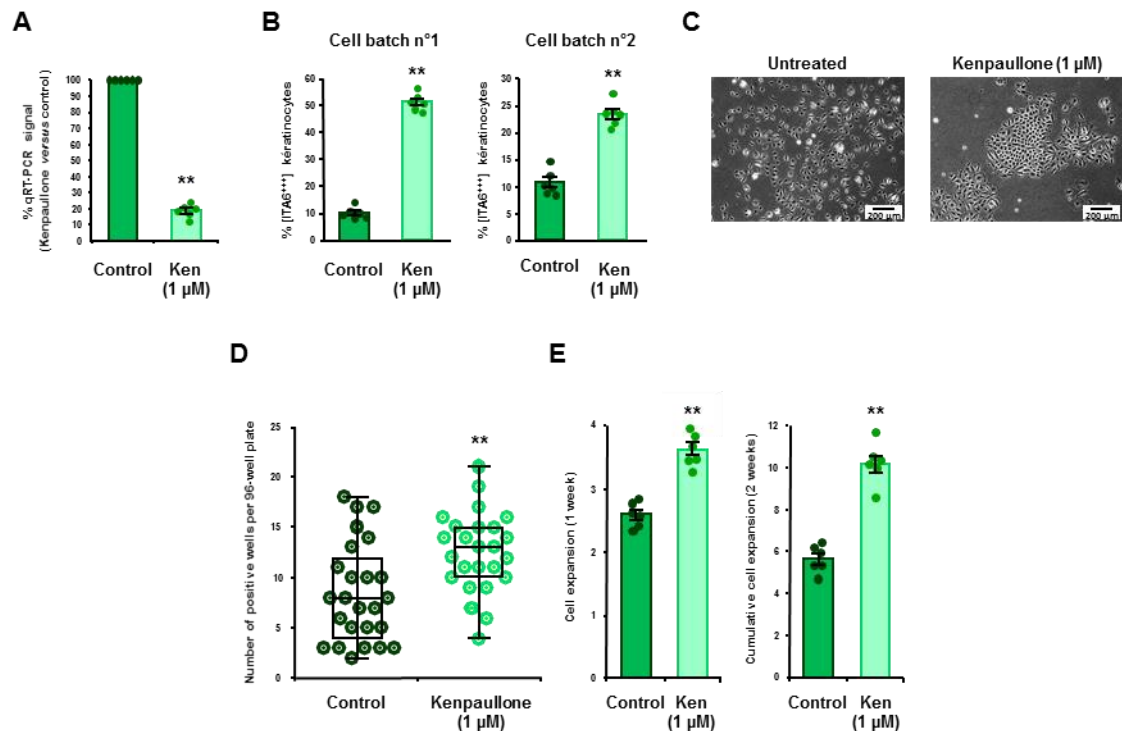 A
% qRT-PCR signal
(Kenpaullone versus control)
100
90
80
70
60
50
40
30
20
10
0
**
Control
Ken
(1 µM)
B
Cell batch n°1
% [ITA6+++] kératinocytes
60
50
40
30
20
10
0
**
Control
Ken
(1 µM)
Cell batch n°2
% [ITA6+++] kératinocytes
35
30
25
20
15
10
5
0
**
Control
Ken
(1 µM)
C
Untreated
200 µm
Kenpaullone (1 µM)
200 µm
D
Number of positive wells per 96-well plate
25
20
15
10
5
0
**
Control
Kenpaullone
(1 µM)
E
Cell expansion (1 week)
4
3
2
1
0
**
Control
Ken
(1 µM)
Cumulative cell expansion (2 weeks)
12
10
8
6
4
2
0
**
Control
Ken
(1 µM)